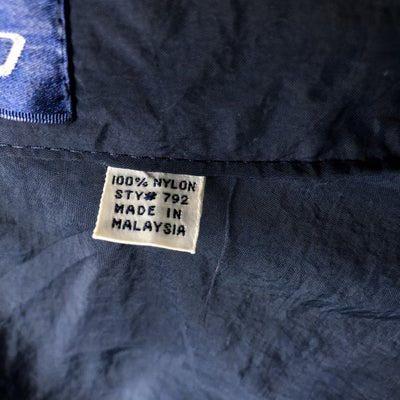 100% NYLON
STY# 792
MADE IN
MALAYSIA